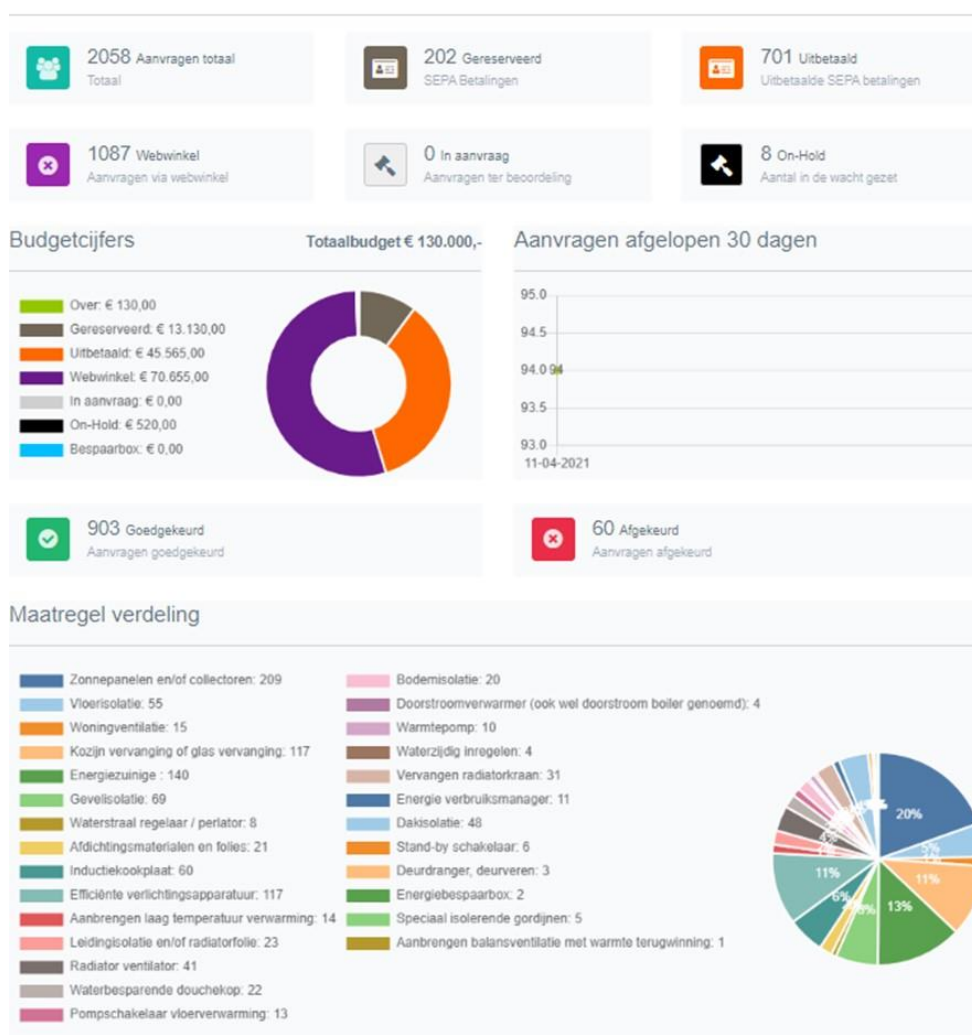 2058 Aanvragen totaal
Totaal
202 Gereserveerd
SEPA Betalingen
701 Uitbetaald
Uitbetaalde SEPA betalingen
1087 Webwinkel
Aanvragen via webwinkel
0 In aanvraag
Aanvragen ter beoordeling
8 On-Hold
Aantal in de wacht gezet
Budgetcijfers
Totaalbudget € 130.000,-
Over: € 130,00
Gereserveerd: € 13.130,00
Uitbetaald: € 45.565,00
Webwinkel: € 70.655,00
In aanvraag: € 0,00
On-Hold: € 520,00
Bespaarbox: € 0,00
Aanvragen afgelopen 30 dagen
95.0
94.5
94.0 94
93.5
93.0
11-04-2021
903 Goedgekeurd
Aanvragen goedgekeurd
60 Afgekeurd
Aanvragen afgekeurd
Maatregel verdeling
Zonnepanelen en/of collectoren: 209
Vloerisolatie: 55
Woningventilatie: 15
Kozijn vervanging of glas vervanging: 117
Energiezuinige : 140
Gevelisolatie: 69
Waterstraal regelaar / perlator: 8
Afdichtingsmaterialen en folies: 21
Inductiekookplaat: 60
Efficiënte verlichtingsapparatuur: 117
Aanbrengen laag temperatuur verwarming: 14
Leidingisolatie en/of radiatorfolie: 23
Radiator ventilator: 41
Waterbesparende douchekop: 22
Pompschakelaar vloerverwarming: 13
Bodemisolatie: 20
Doorstroomverwarmer (ook wel doorstroom boiler genoemd): 4
Warmtepomp: 10
Waterzijdig inregelen: 4
Vervangen radiatorkraan: 31
Energie verbruiksmanager: 11
Dakisolatie: 48
Stand-by schakelaar: 6
Deurdranger, deurveren: 3
Energiebespaarbox: 2
Speciaal isolerende gordijnen: 5
Aanbrengen balansventilatie met warmte terugwinning: 1
20%
5%
11%
13%
6%
11%